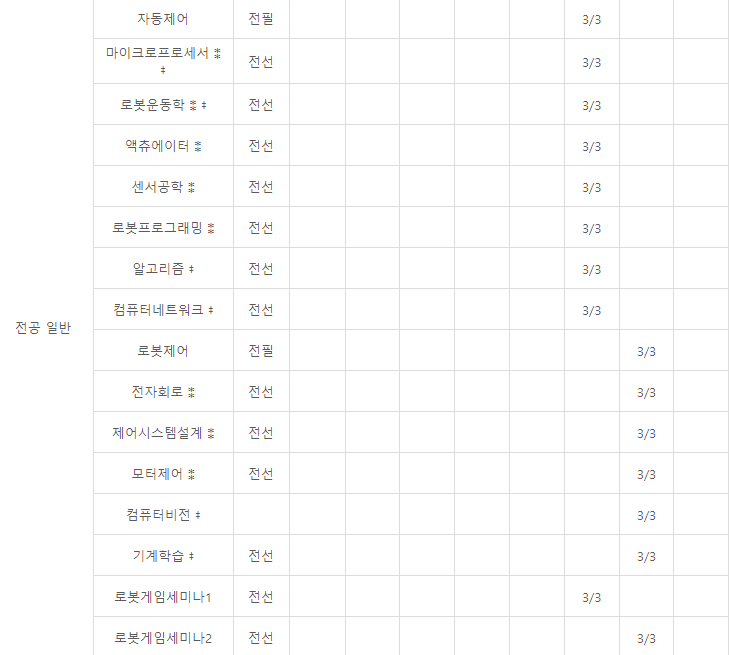 자동제어 전필 3/3
마이크로프로세서 ⁑
‡ 전선 3/3
로봇운동학 ⁑ ‡ 전선 3/3
액츄에이터 ⁑ 전선 3/3
센서공학 ⁑ 전선 3/3
로봇프로그래밍 ⁑ 전선 3/3
알고리즘 ‡ 전선 3/3
컴퓨터네트워크 ‡ 전선 3/3
전공 일반
로봇제어 전필 3/3
전자회로 ⁑ 전선 3/3
제어시스템설계 ⁑ 전선 3/3
모터제어 ⁑ 전선 3/3
컴퓨터비전 ‡ 3/3
기계학습 ‡ 전선 3/3
로봇게임세미나1 전선 3/3
로봇게임세미나2 전선 3/3